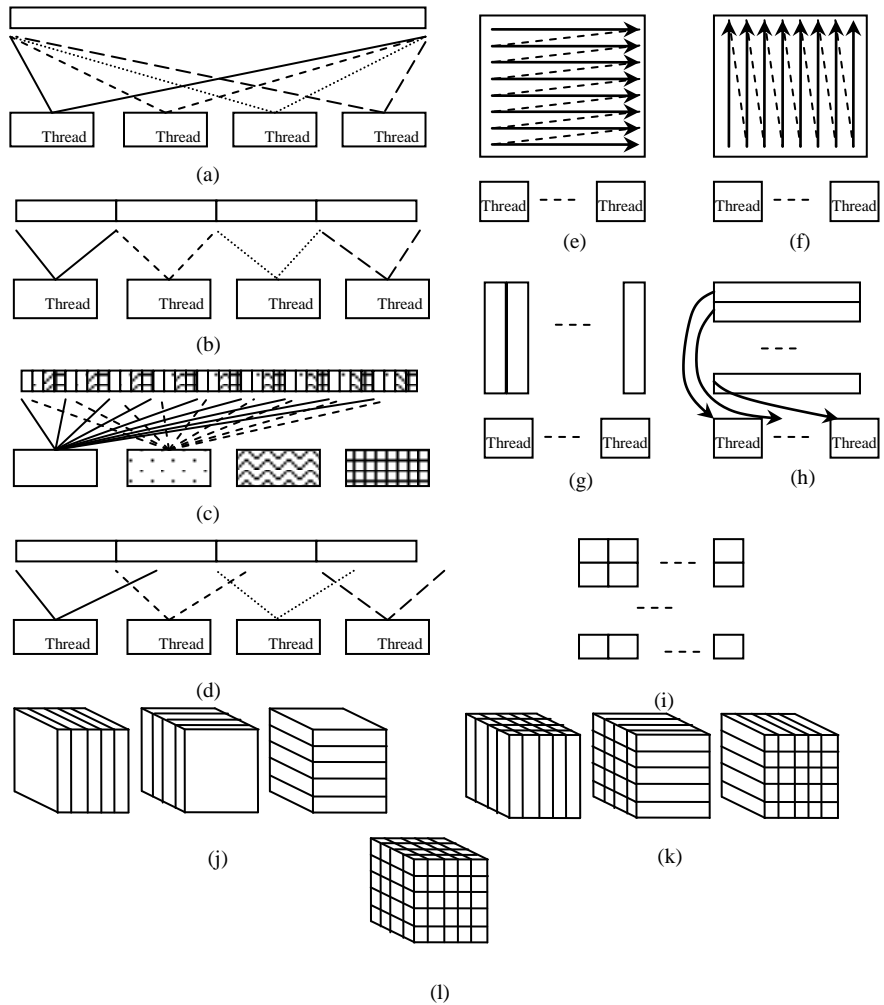 Thread Thread Thread Thread
(a)
Thread Thread Thread Thread
(b)
(c)
Thread Thread Thread Thread
(d)
Thread Thread
(e)
Thread Thread
(f)
Thread Thread
(g)
Thread Thread
(h)
(i)
(j)
(k)
(l)